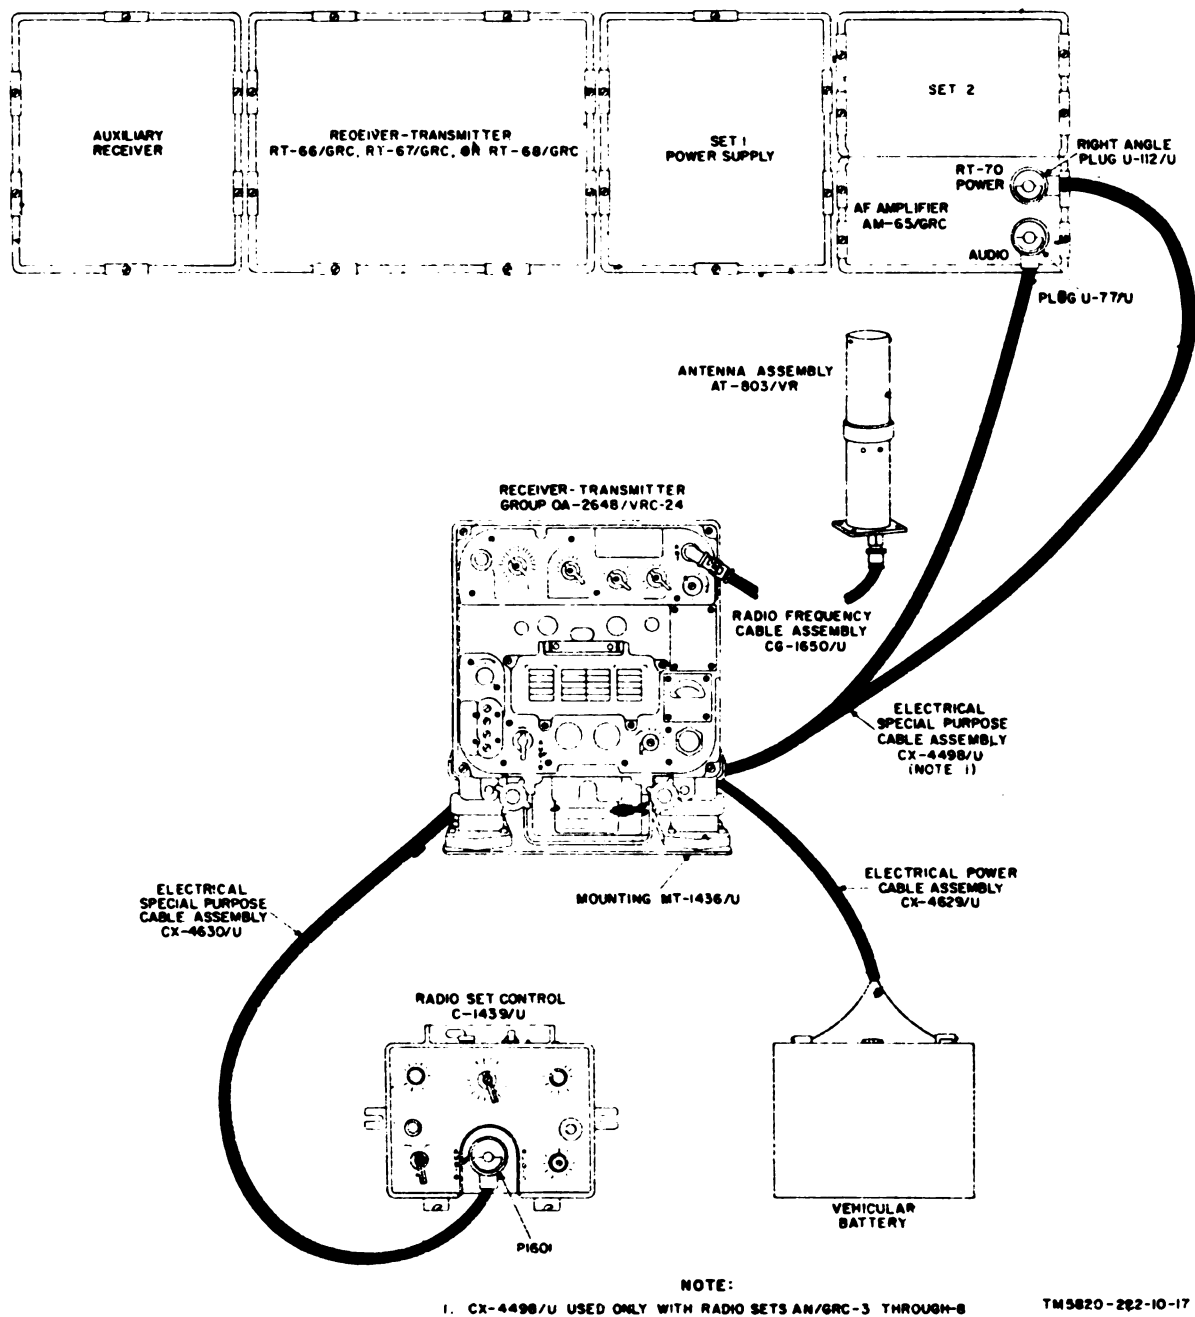 AUXILIARY
RECEIVER
RECEIVER-TRANSMITTER
RT-66/GRC, RT-67/GRC, OR RT-68/GRC
SET 1
POWER SUPPLY
SET 2
RIGHT ANGLE
PLUG U-112/U
RT-70
POWER
AF AMPLIFIER
AM-65/GRC
AUDIO
PLUG U-77/U
ANTENNA ASSEMBLY
AT-803/VR
RECEIVER-TRANSMITTER
GROUP OA-2648/VRC-24
RADIO FREQUENCY
CABLE ASSEMBLY
CG-1650/U
ELECTRICAL
SPECIAL PURPOSE
CABLE ASSEMBLY
CX-4498/U
(NOTE 1)
ELECTRICAL POWER
CABLE ASSEMBLY
CX-4629/U
MOUNTING MT-1436/U
ELECTRICAL
SPECIAL PURPOSE
CABLE ASSEMBLY
CX-4630/U
RADIO SET CONTROL
C-1439/U
P1601
VEHICULAR
BATTERY
NOTE:
1. CX-4498/U USED ONLY WITH RADIO SETS AN/GRC-3 THROUGH-8
TM5820-222-10-17